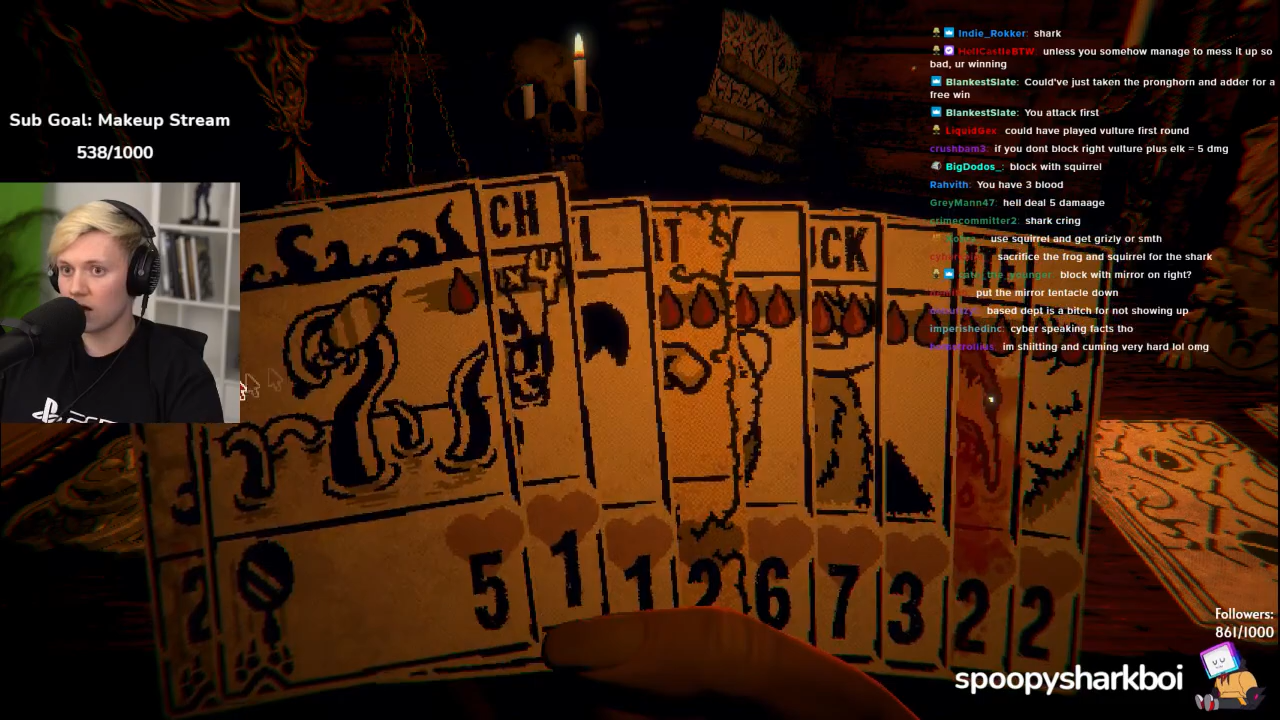 Sub Goal: Makeup Stream
538/1000
Indie_Rokker: shark
HellCastleBTW unless you somehow manage to mess it up so
bad, ur winning
BlankestSlate: Could've just taken the pronghorn and adder for a
free win
BlankestSlate: You attack first
LiquidGex could have played vulture first round
crushbam3: if you dont block right vulture plus elk = 5 dmg
BigDodos_: block with squirrel
Rahvith: You have 3 blood
GreyMann47: hell deal 5 damaage
crimecommitter2: shark cring
use squirrel and get grizly or smth
sacrifice the frog and squirrel for the shark
block with mirror on right?
put the mirror tentacle down
based dept is a bitch for not showing up
imperishedinc: cyber speaking facts tho
im shiitting and cuming very hard lol omg
CH
L
IT
Y
UCK
2
5
1
1
2
6
7
3
2
2
Followers:
861/1000
spoopysharkboi